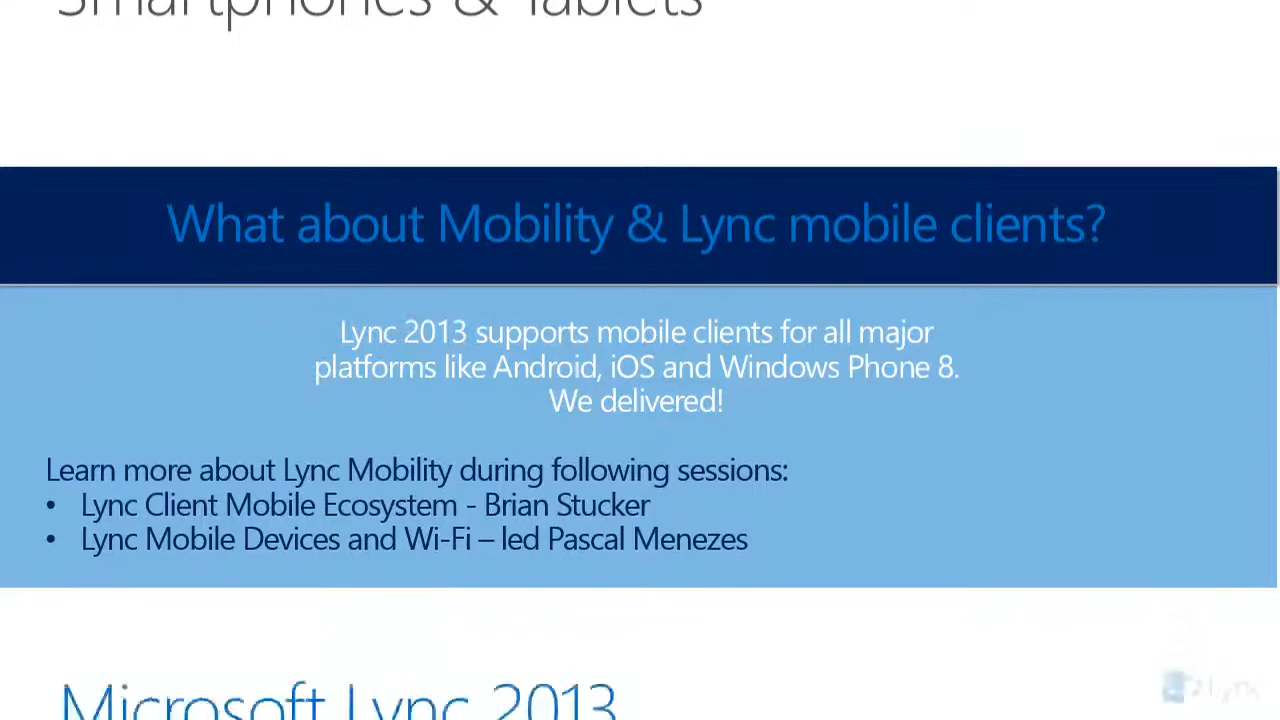 Smartphones & Tablets
What about Mobility & Lync mobile clients?
Lync 2013 supports mobile clients for all major
platforms like Android, iOS and Windows Phone 8.
We delivered!
Learn more about Lync Mobility during following sessions:
• Lync Client Mobile Ecosystem - Brian Stucker
• Lync Mobile Devices and Wi-Fi – led Pascal Menezes
Microsoft Lync 2013
Lync